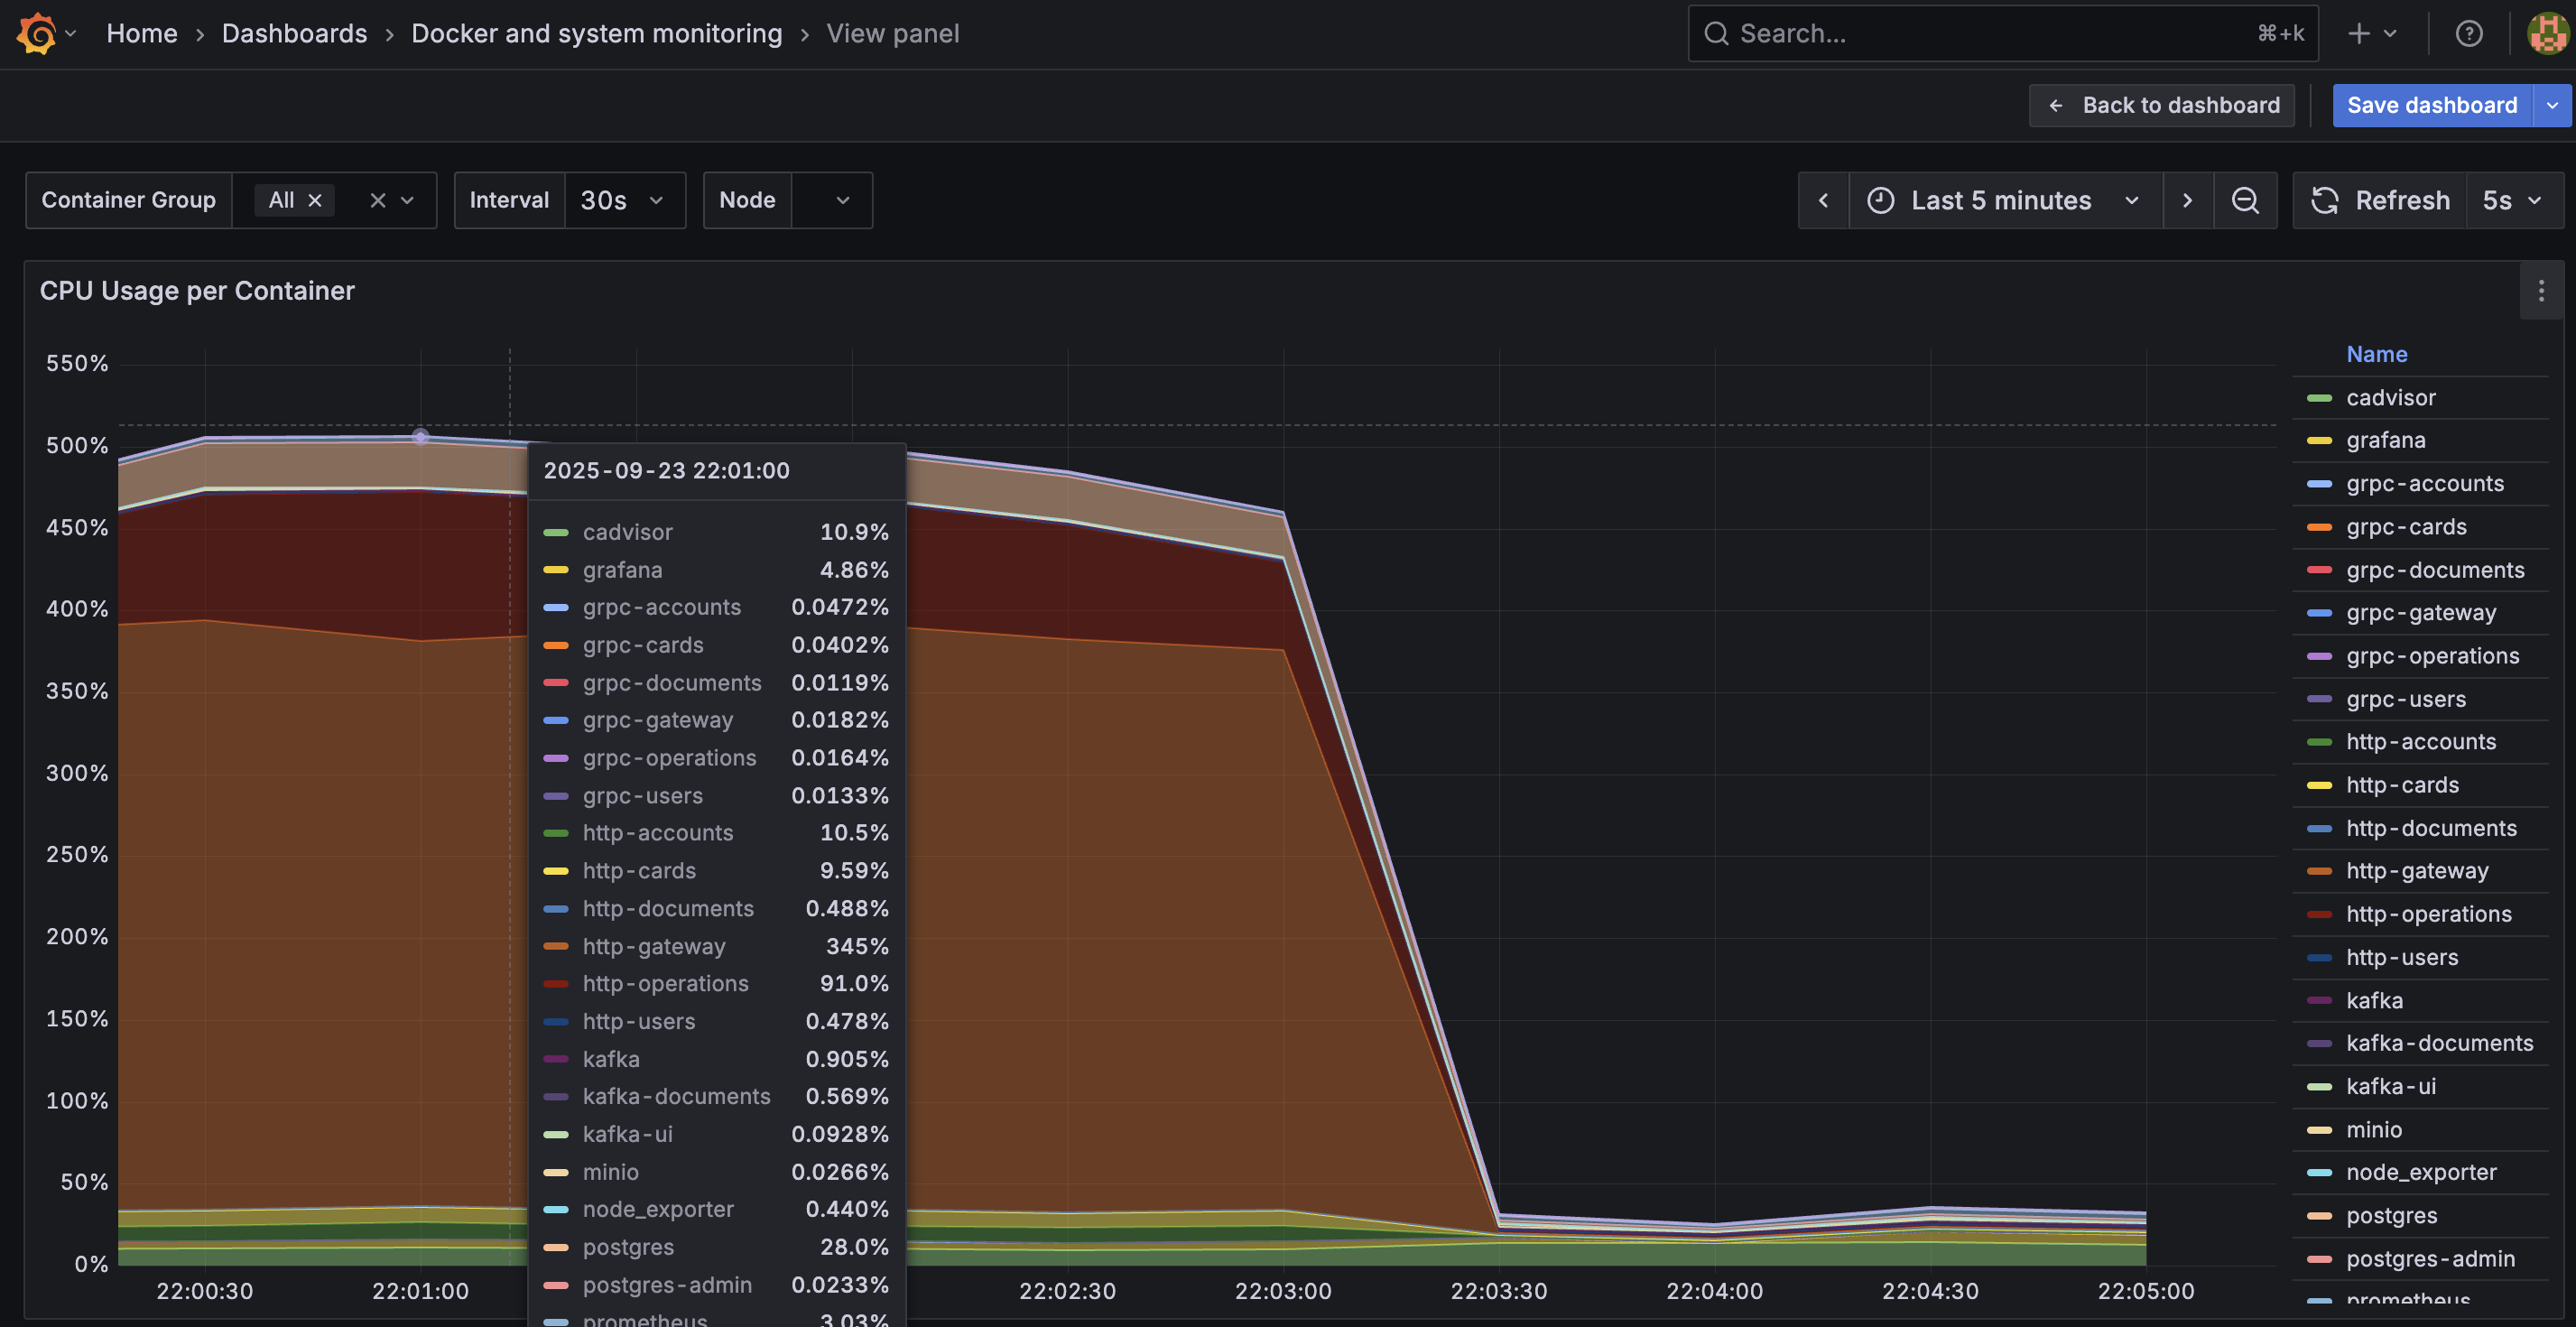 Home › Dashboards › Docker and system monitoring › View panel
Search... ⌘+k
Back to dashboard
Save dashboard
Container Group All
Interval 30s
Node
Last 5 minutes
Refresh 5s
CPU Usage per Container
550%
500%
450%
400%
350%
300%
250%
200%
150%
100%
50%
0%
22:00:30 22:01:00 22:02:30 22:03:00 22:03:30 22:04:00 22:04:30 22:05:00
2025-09-23 22:01:00
cadvisor 10.9%
grafana 4.86%
grpc-accounts 0.0472%
grpc-cards 0.0402%
grpc-documents 0.0119%
grpc-gateway 0.0182%
grpc-operations 0.0164%
grpc-users 0.0133%
http-accounts 10.5%
http-cards 9.59%
http-documents 0.488%
http-gateway 345%
http-operations 91.0%
http-users 0.478%
kafka 0.905%
kafka-documents 0.569%
kafka-ui 0.0928%
minio 0.0266%
node_exporter 0.440%
postgres 28.0%
postgres-admin 0.0233%
prometheus 3.03%
Name
cadvisor
grafana
grpc-accounts
grpc-cards
grpc-documents
grpc-gateway
grpc-operations
grpc-users
http-accounts
http-cards
http-documents
http-gateway
http-operations
http-users
kafka
kafka-documents
kafka-ui
minio
node_exporter
postgres
postgres-admin
prometheus